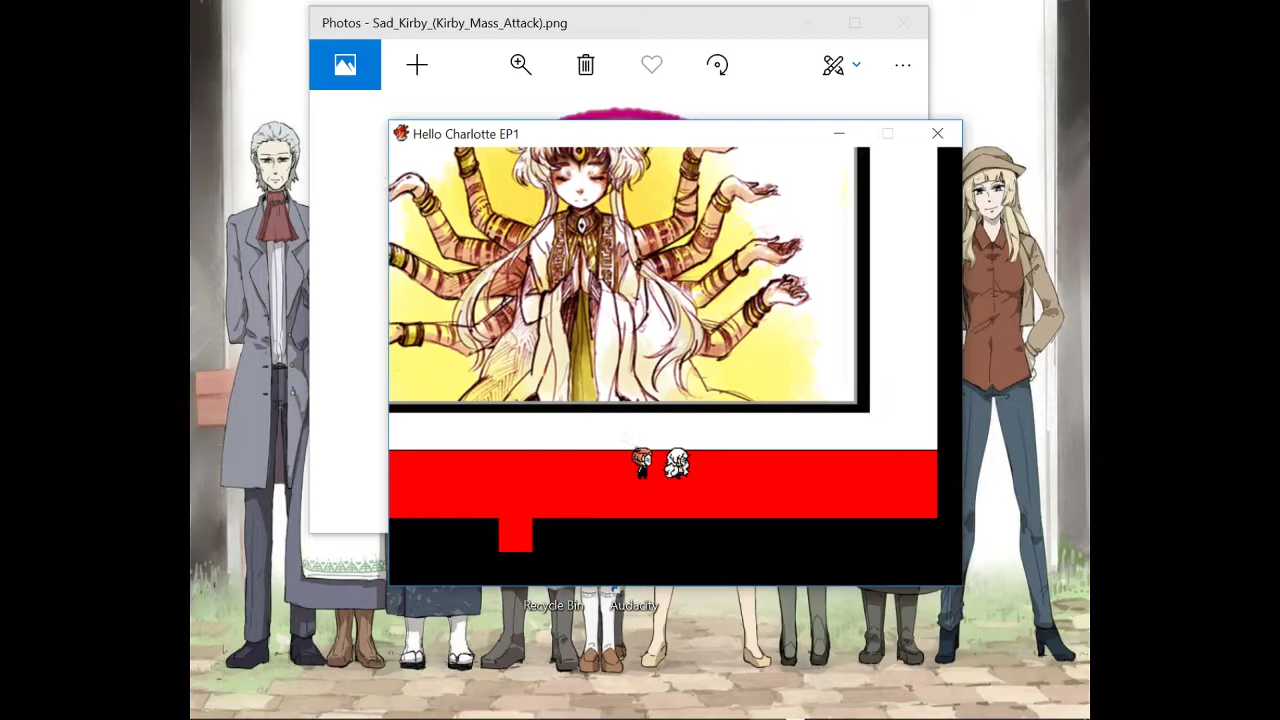 Photos - Sad_Kirby_(Kirby_Mass_Attack).png
Hello Charlotte EP1
Recycle Bin
Audacity